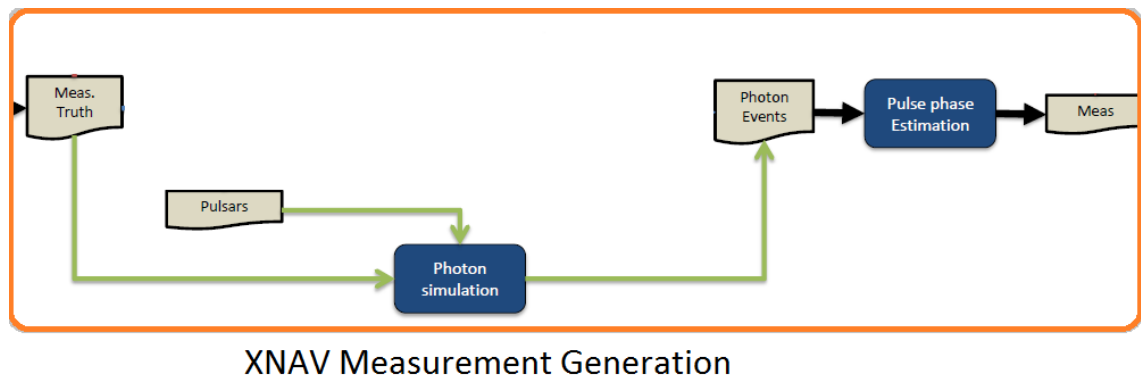 Meas.
Truth
Pulsars
Photon
simulation
Photon
Events
Pulse phase
Estimation
Meas
XNAV Measurement Generation